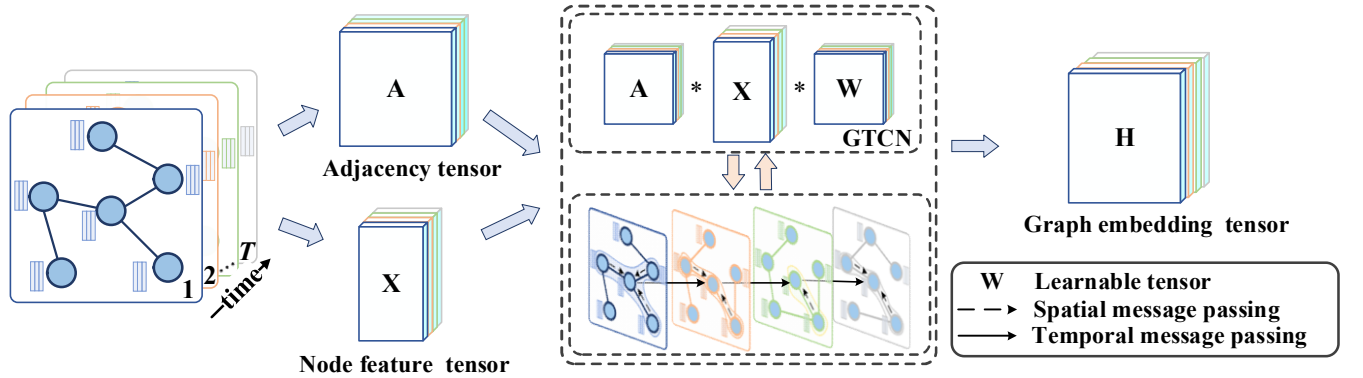 1
2
...
T
time
A
Adjacency tensor
X
Node feature tensor
A * X * W
GTCN
H
Graph embedding tensor
W Learnable tensor
Spatial message passing
Temporal message passing